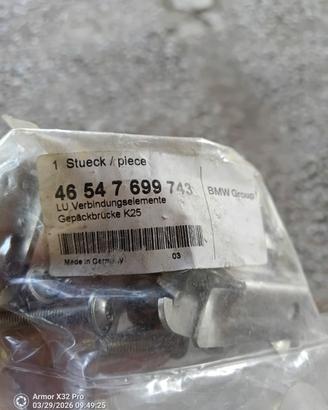 1 Stueck / piece
46 54 7 699 743
BMW Group
LU Verbindungselemente
Gepäckbrücke K25
Made in Germany
03
Armor X32 Pro
03/29/2026 09:49:25